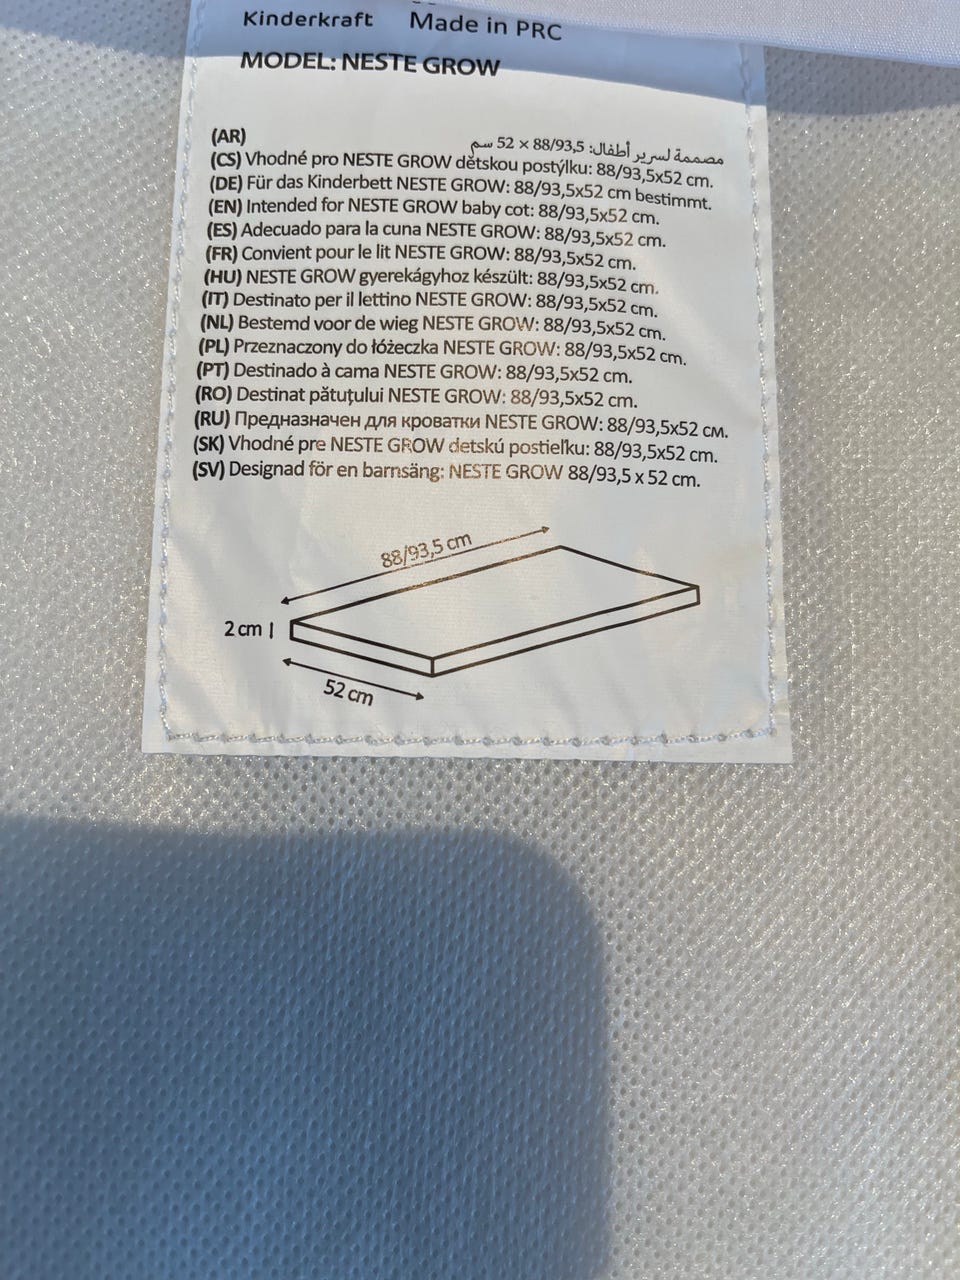 Kinderkraft Made in PRC
MODEL: NESTE GROW
(AR) مصممة لسرير أطفال: 88/93,5 × 52 سم
(CS) Vhodné pro NESTE GROW dětskou postýlku: 88/93,5x52 cm.
(DE) Für das Kinderbett NESTE GROW: 88/93,5x52 cm bestimmt.
(EN) Intended for NESTE GROW baby cot: 88/93,5x52 cm.
(ES) Adecuado para la cuna NESTE GROW: 88/93,5x52 cm.
(FR) Convient pour le lit NESTE GROW: 88/93,5x52 cm.
(HU) NESTE GROW gyerekágyhoz készült: 88/93,5x52 cm.
(IT) Destinato per il lettino NESTE GROW: 88/93,5x52 cm.
(NL) Bestemd voor de wieg NESTE GROW: 88/93,5x52 cm.
(PL) Przeznaczony do łóżeczka NESTE GROW: 88/93,5x52 cm.
(PT) Destinado à cama NESTE GROW: 88/93,5x52 cm.
(RO) Destinat pătuțului NESTE GROW: 88/93,5x52 cm.
(RU) Предназначен для кроватки NESTE GROW: 88/93,5x52 см.
(SK) Vhodné pre NESTE GROW detskú postieľku: 88/93,5x52 cm.
(SV) Designad för en barnsäng: NESTE GROW 88/93,5 x 52 cm.
88/93,5 cm
2 cm
52 cm